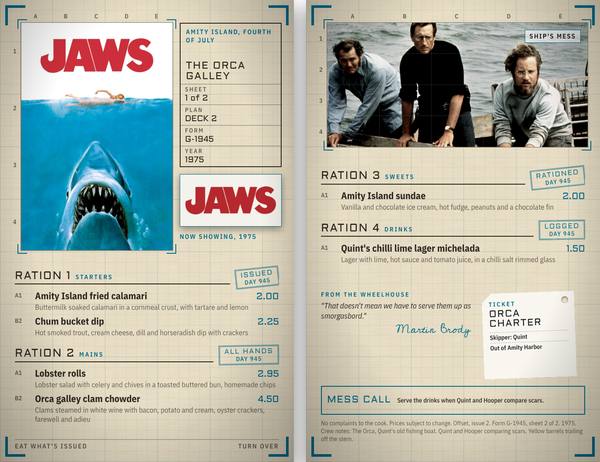 A B C D E
JAWS
AMITY ISLAND, FOURTH
OF JULY
THE ORCA
GALLEY
SHEET
1 of 2
PLAN
DECK 2
FORM
G-1945
YEAR
1975
JAWS
NOW SHOWING, 1975
1
2
3
4
RATION 1 STARTERS
ISSUED
DAY 945
A1 Amity Island fried calamari 2.00
Buttermilk soaked calamari in a cornmeal crust, with tartare and lemon
B2 Chum bucket dip 2.25
Hot smoked trout, cream cheese, dill and horseradish dip with crackers
RATION 2 MAINS
ALL HANDS
DAY 945
A1 Lobster rolls 2.95
Lobster salad with celery and chives in a toasted buttered bun, homemade chips
B2 Orca galley clam chowder 4.50
Clams steamed in white wine with bacon, potato and cream, oyster crackers,
farewell and adieu
EAT WHAT'S ISSUED TURN OVER
A B C D E
SHIP'S MESS
1
2
3
4
RATION 3 SWEETS
RATIONED
DAY 945
A1 Amity Island sundae 2.00
Vanilla and chocolate ice cream, hot fudge, peanuts and a chocolate fin
RATION 4 DRINKS
LOGGED
DAY 945
A1 Quint's chilli lime lager michelada 1.50
Lager with lime, hot sauce and tomato juice, in a chilli salt rimmed glass
FROM THE WHEELHOUSE
"That doesn't mean we have to serve them up as
smorgasbord."
Martin Brody
TICKET
ORCA
CHARTER
Skipper: Quint
Out of Amity Harbor
MESS CALL Serve the drinks when Quint and Hooper compare scars.
No complaints to the cook. Prices subject to change. Offset, issue 2. Form G-1945, sheet 2 of 2. 1975.
Crew notes: The Orca, Quint's old fishing boat. Quint and Hooper comparing scars. Yellow barrels trailing
off the stern.